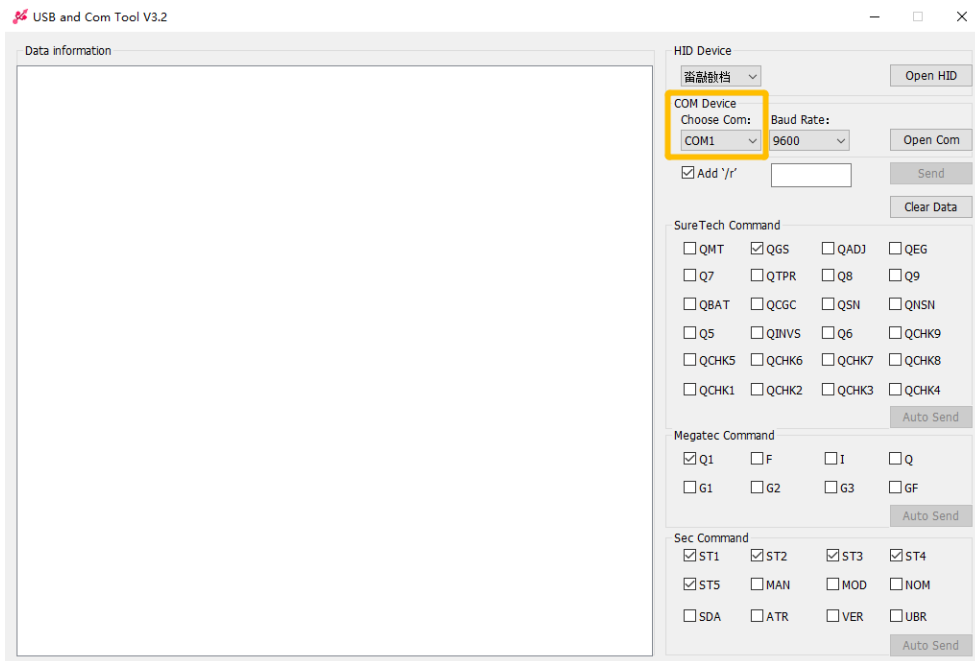 USB and Com Tool V3.2
Data information
HID Device
Open HID
COM Device
Choose Com: Baud Rate:
COM1 9600 Open Com
Add '/r' Send
Clear Data
SureTech Command
QMT QGS QADJ QEG
Q7 QTPR Q8 Q9
QBAT QCGC QSN QNSN
Q5 QINVS Q6 QCHK9
QCHK5 QCHK6 QCHK7 QCHK8
QCHK1 QCHK2 QCHK3 QCHK4
Auto Send
Megatec Command
Q1 F I Q
G1 G2 G3 GF
Auto Send
Sec Command
ST1 ST2 ST3 ST4
ST5 MAN MOD NOM
SDA ATR VER UBR
Auto Send